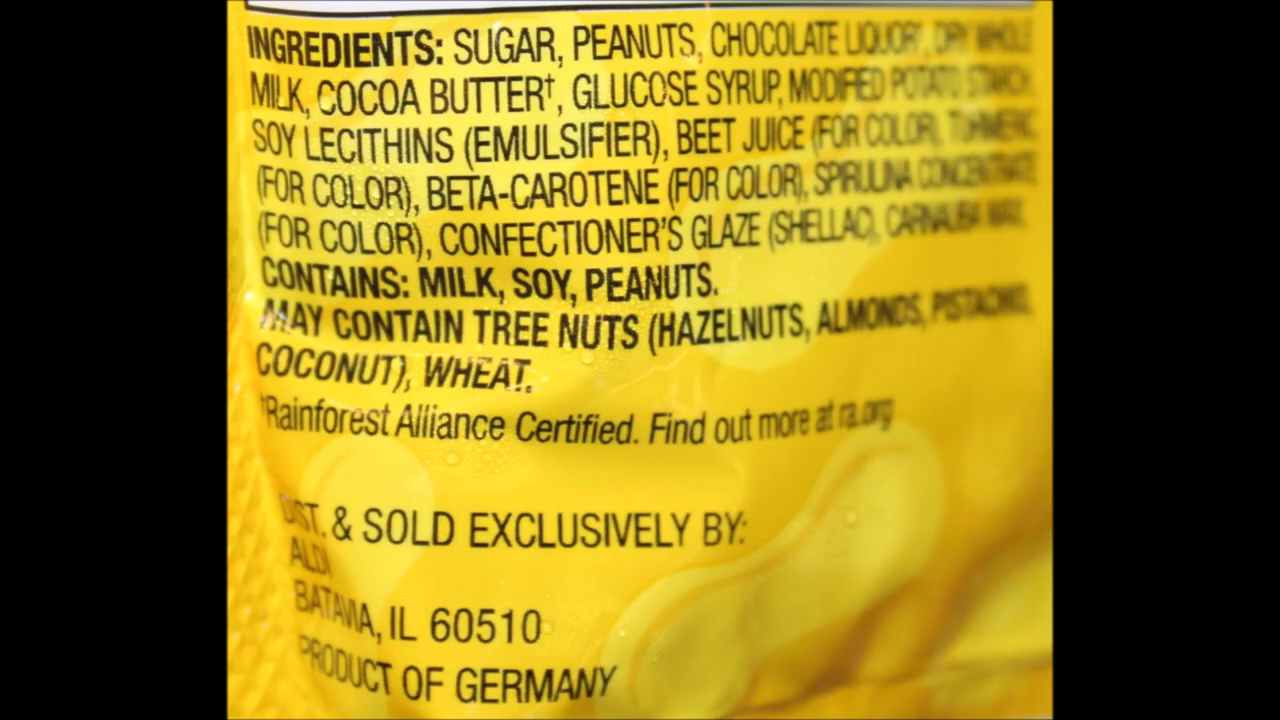 INGREDIENTS: SUGAR, PEANUTS, CHOCOLATE LIQUOR†, DRY WHOLE
MILK, COCOA BUTTER†, GLUCOSE SYRUP, MODIFIED POTATO STARCH,
SOY LECITHINS (EMULSIFIER), BEET JUICE (FOR COLOR), TURMERIC
(FOR COLOR), BETA-CAROTENE (FOR COLOR), SPIRULINA CONCENTRATE
(FOR COLOR), CONFECTIONER'S GLAZE (SHELLAC), CARNAUBA WAX.
CONTAINS: MILK, SOY, PEANUTS.
MAY CONTAIN TREE NUTS (HAZELNUTS, ALMONDS, PISTACHIO,
COCONUT), WHEAT.
†Rainforest Alliance Certified. Find out more at ra.org
DIST. & SOLD EXCLUSIVELY BY:
ALDI
BATAVIA, IL 60510
PRODUCT OF GERMANY